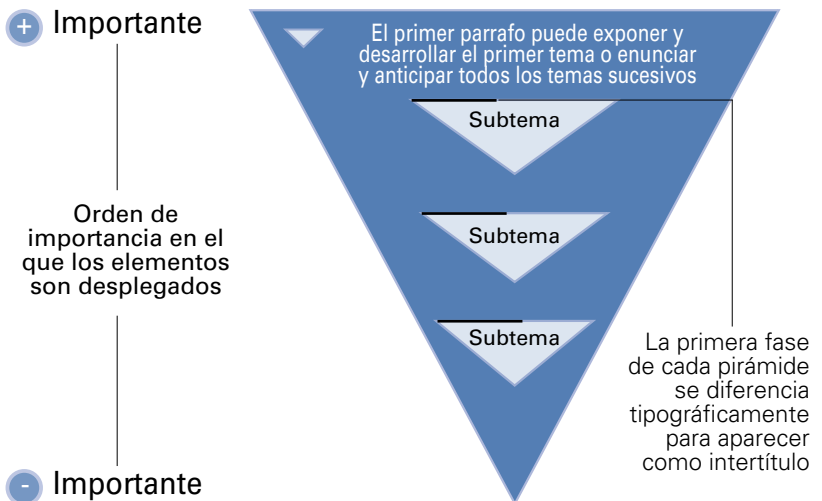 + Importante
El primer parrafo puede exponer y
desarrollar el primer tema o enunciar
y anticipar todos los temas sucesivos
Subtema
Orden de
importancia en el
que los elementos
son desplegados
Subtema
Subtema
La primera fase
de cada pirámide
se diferencia
tipográficamente
para aparecer
como intertítulo
- Importante